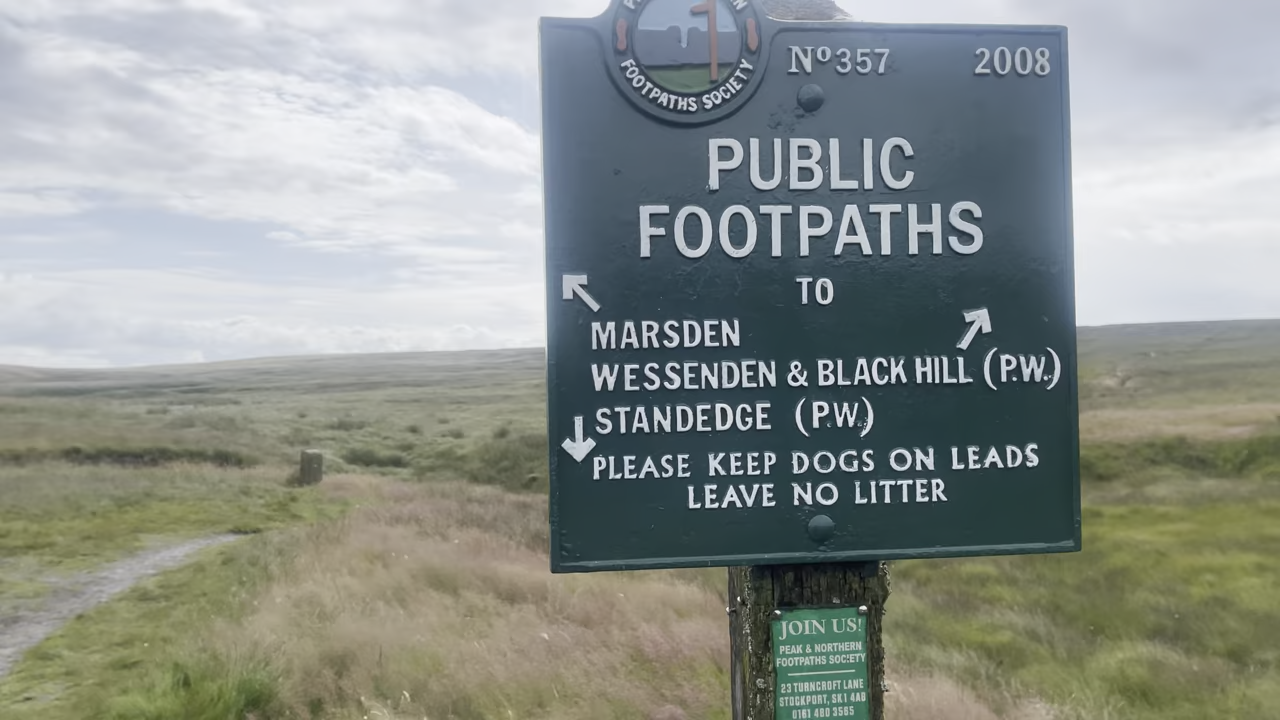 FOOTPATHS SOCIETY
Nº357 2008
PUBLIC
FOOTPATHS
TO
MARSDEN
WESSENDEN & BLACK HILL (P.W.)
STANDEDGE (P.W.)
PLEASE KEEP DOGS ON LEADS
LEAVE NO LITTER
JOIN US!
PEAK & NORTHERN
FOOTPATHS SOCIETY
23 TURNCROFT LANE
STOCKPORT, SK1 4AB
0161 480 3565